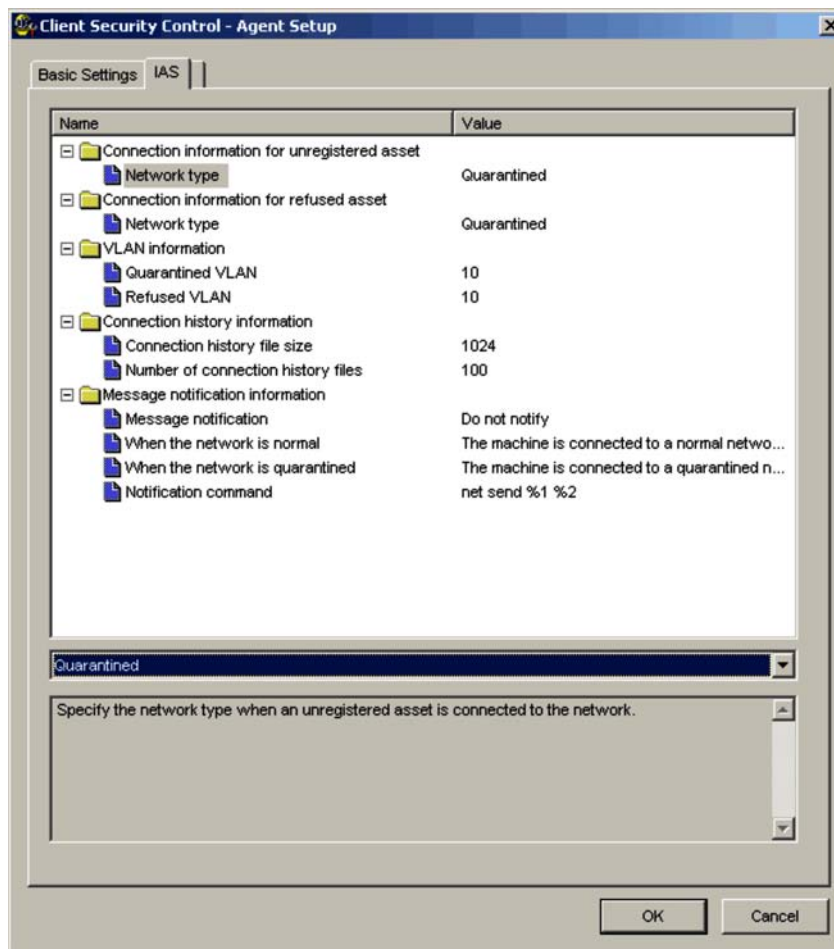 Client Security Control - Agent Setup
Basic Settings IAS
Name Value
Connection information for unregistered asset
Network type Quarantined
Connection information for refused asset
Network type Quarantined
VLAN information
Quarantined VLAN 10
Refused VLAN 10
Connection history information
Connection history file size 1024
Number of connection history files 100
Message notification information
Message notification Do not notify
When the network is normal The machine is connected to a normal netwo...
When the network is quarantined The machine is connected to a quarantined n...
Notification command net send %1 %2
Quarantined
Specify the network type when an unregistered asset is connected to the network.
OK Cancel